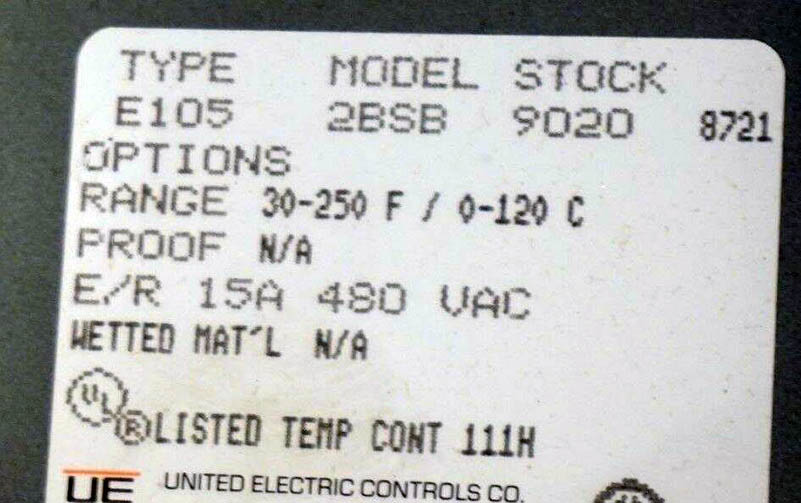 TYPE MODEL STOCK
E105 2BSB 9020 8721
OPTIONS
RANGE 30-250 F / 0-120 C
PROOF N/A
E/R 15A 480 VAC
WETTED MAT'L N/A
UL ® LISTED TEMP CONT 111H
UE UNITED ELECTRIC CONTROLS CO.